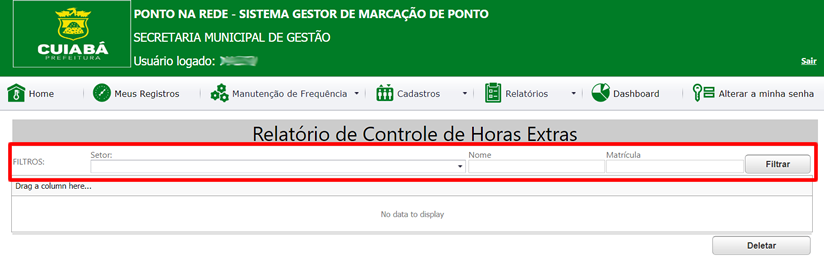 CUIABÁ
PREFEITURA
PONTO NA REDE - SISTEMA GESTOR DE MARCAÇÃO DE PONTO
SECRETARIA MUNICIPAL DE GESTÃO
Usuário logado:
Sair
Home Meus Registros Manutenção de Frequência Cadastros Relatórios Dashboard Alterar a minha senha
Relatório de Controle de Horas Extras
FILTROS: Setor: Nome Matrícula Filtrar
Drag a column here...
No data to display
Deletar